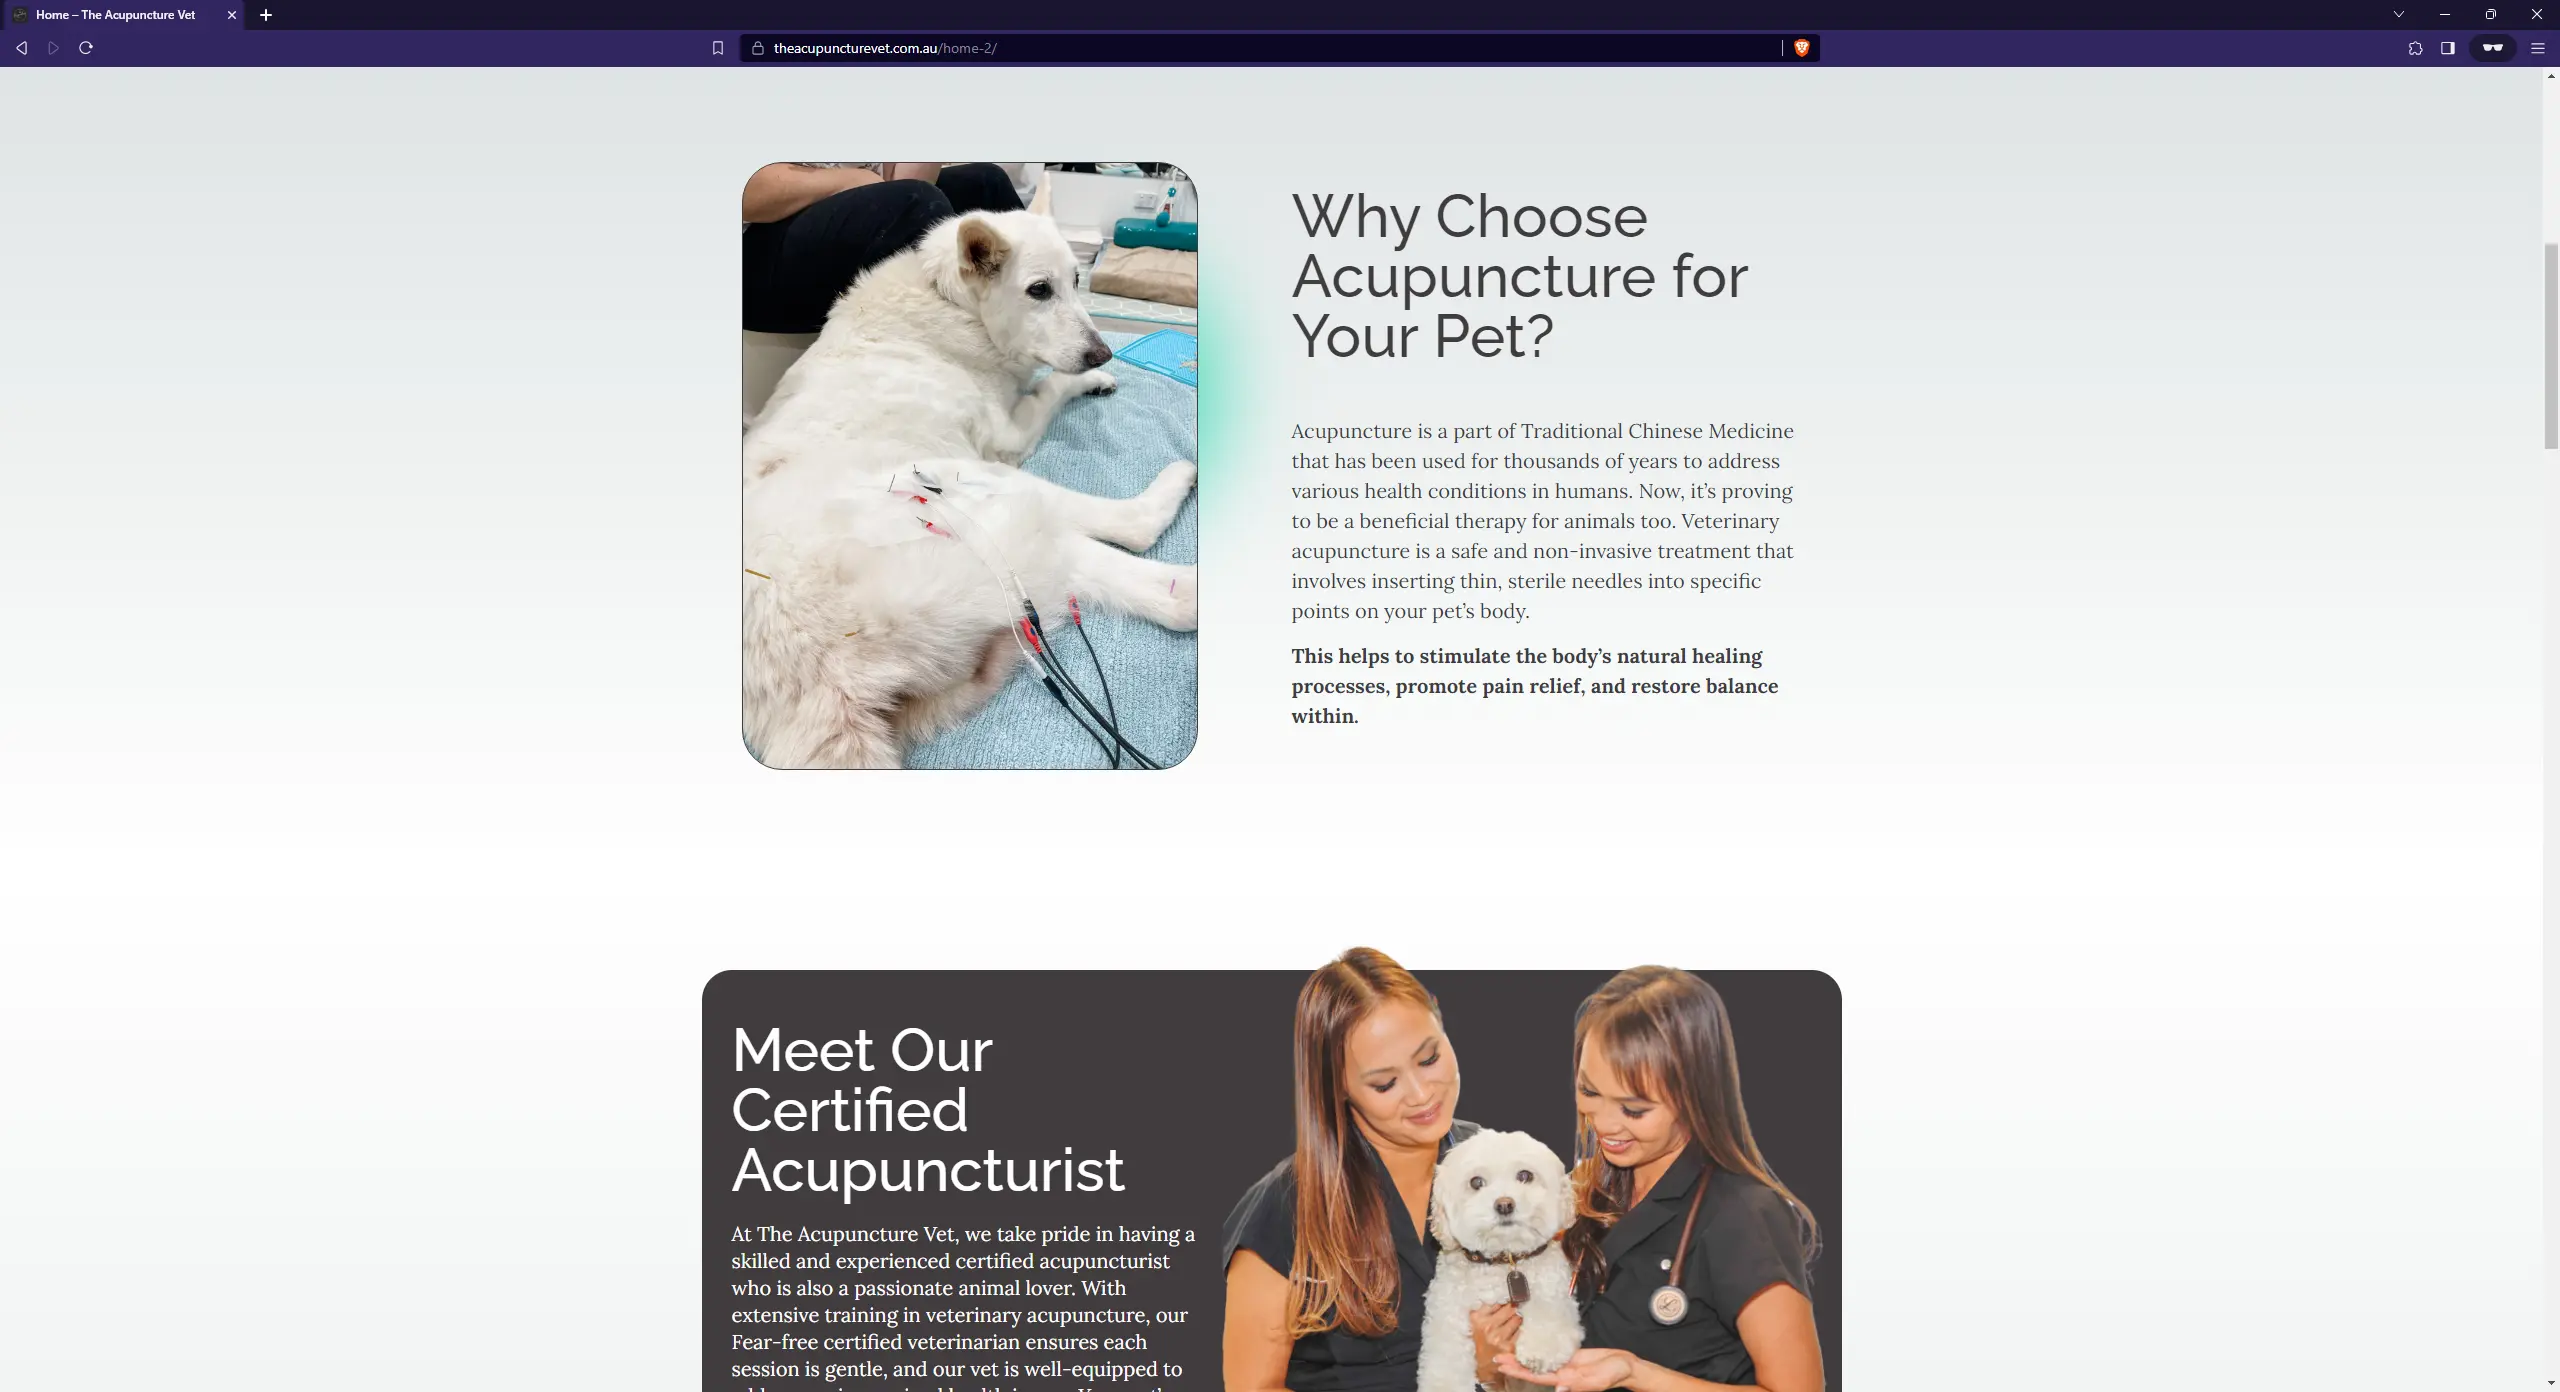 Home – The Acupuncture Vet
theacupuncturevet.com.au/home-2/
Why Choose
Acupuncture for
Your Pet?
Acupuncture is a part of Traditional Chinese Medicine
that has been used for thousands of years to address
various health conditions in humans. Now, it’s proving
to be a beneficial therapy for animals too. Veterinary
acupuncture is a safe and non-invasive treatment that
involves inserting thin, sterile needles into specific
points on your pet’s body.
This helps to stimulate the body’s natural healing
processes, promote pain relief, and restore balance
within.
Meet Our
Certified
Acupuncturist
At The Acupuncture Vet, we take pride in having a
skilled and experienced certified acupuncturist
who is also a passionate animal lover. With
extensive training in veterinary acupuncture, our
Fear-free certified veterinarian ensures each
session is gentle, and our vet is well-equipped to